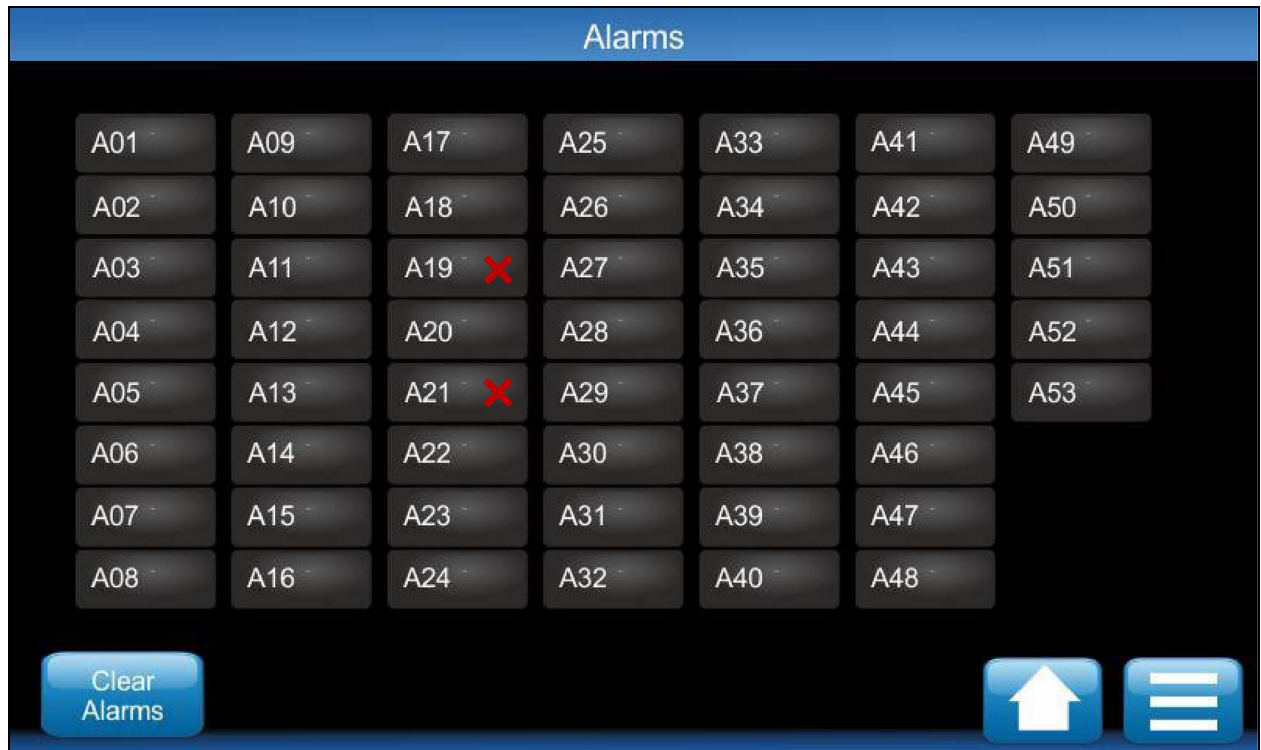 Alarms
A01 A09 A17 A25 A33 A41 A49
A02 A10 A18 A26 A34 A42 A50
A03 A11 A19 A27 A35 A43 A51
A04 A12 A20 A28 A36 A44 A52
A05 A13 A21 A29 A37 A45 A53
A06 A14 A22 A30 A38 A46
A07 A15 A23 A31 A39 A47
A08 A16 A24 A32 A40 A48
Clear
Alarms